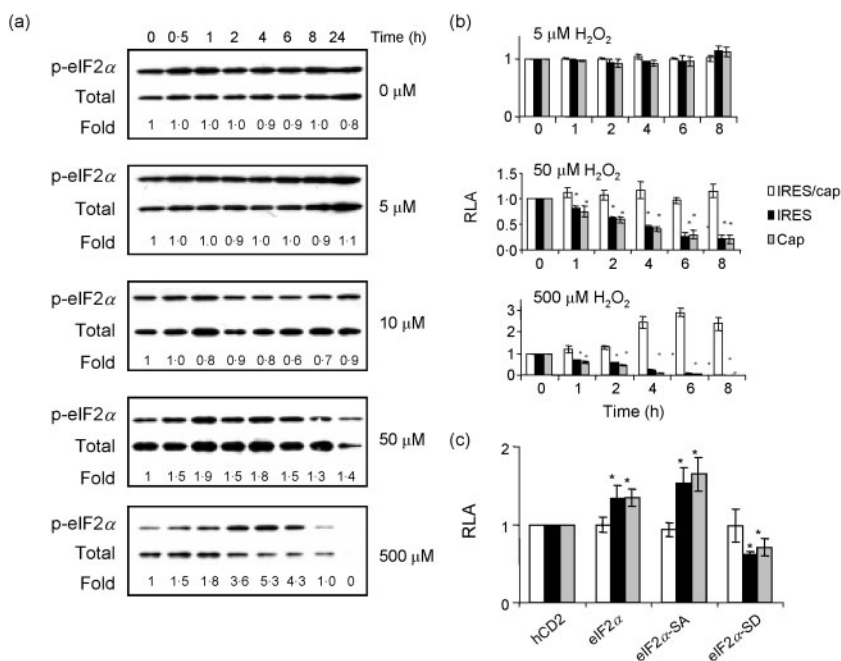 (a)
0 0·5 1 2 4 6 8 24 Time (h)
p-eIF2α
Total
0 μM
Fold 1 1·0 1·0 1·0 0·9 0·9 1·0 0·8
p-eIF2α
Total
5 μM
Fold 1 1·0 1·0 0·9 1·0 1·0 0·9 1·1
p-eIF2α
Total
10 μM
Fold 1 1·0 0·8 0·9 0·8 0·6 0·7 0·9
p-eIF2α
Total
50 μM
Fold 1 1·5 1·9 1·5 1·8 1·5 1·3 1·4
p-eIF2α
Total
500 μM
Fold 1 1·5 1·8 3·6 5·3 4·3 1·0 0
(b)
5 μM H₂O₂
1
0
0 1 2 4 6 8
50 μM H₂O₂
1·5
1·0
0·5
0·0
RLA
* * * * * * * * * *
0 1 2 4 6 8
IRES/cap
IRES
Cap
500 μM H₂O₂
3
2
1
0
* * * * * * * * * *
0 1 2 4 6 8
Time (h)
(c)
2
1
0
RLA
* * * * * *
hCD2 eIF2α eIF2α-SA eIF2α-SD